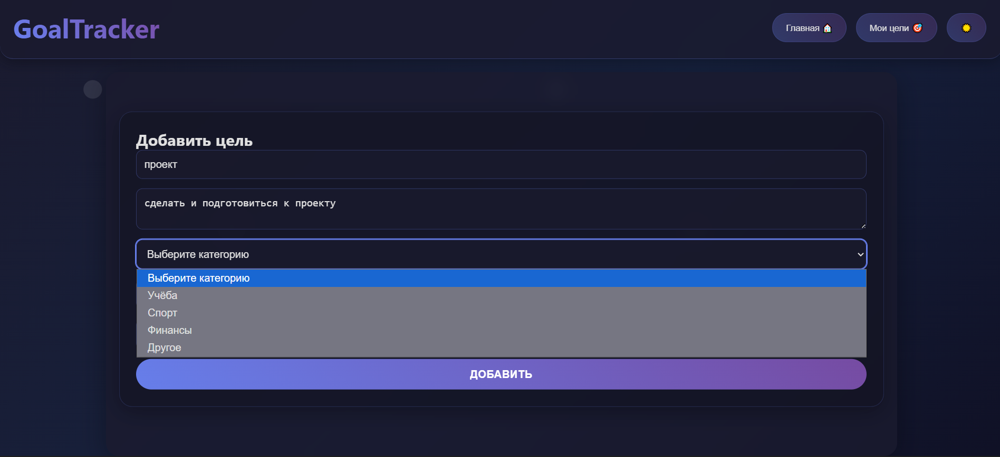 GoalTracker
Главная 🏠
Мои цели 🎯
Добавить цель
проект
сделать и подготовиться к проекту
Выберите категорию
Выберите категорию
Учёба
Спорт
Финансы
Другое
ДОБАВИТЬ